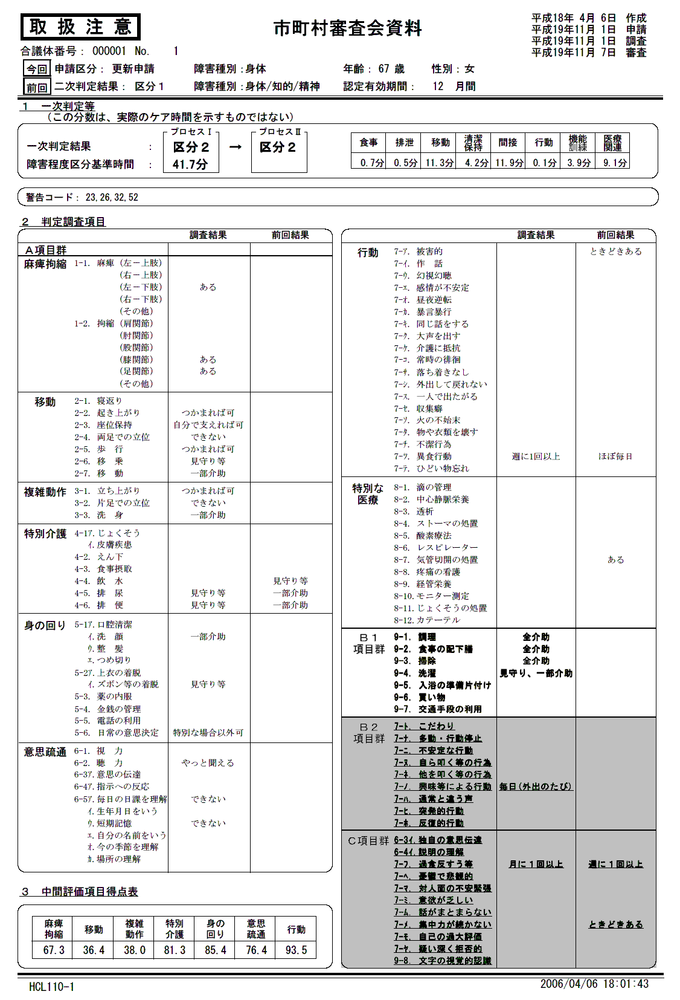 取扱注意
市町村審査会資料
平成18年 4月 6日 作成
平成19年11月 1日 申請
平成19年11月 1日 調査
平成19年11月 7日 審査
合議体番号： 000001 No. 1
今回 申請区分： 更新申請 障害種別：身体 年齢： 67 歳 性別：女
前回 二次判定結果： 区分１ 障害種別：身体/知的/精神 認定有効期間： 12 月間
１ 一次判定等
（この分数は、実際のケア時間を示すものではない）
プロセスⅠ プロセスⅡ
一次判定結果 ： 区分２ → 区分２
障害程度区分基準時間 ： 41.7分
食事 排泄 移動 清潔保持 間接 行動 機能訓練 医療関連
0.7分 0.5分 11.3分 4.2分 11.9分 0.1分 3.9分 9.1分
警告コード： 23,26,32,52
２ 判定調査項目
調査結果 前回結果
Ａ項目群
麻痺拘縮 1-1. 麻痺（左－上肢）
（右－上肢）
（左－下肢） ある
（右－下肢）
（その他）
1-2. 拘縮（肩関節）
（肘関節）
（股関節）
（膝関節） ある
（足関節） ある
（その他）
移動 2-1. 寝返り
2-2. 起き上がり つかまれば可
2-3. 座位保持 自分で支えれば可
2-4. 両足での立位 できない
2-5. 歩 行 つかまれば可
2-6. 移 乗 見守り等
2-7. 移 動 一部介助
複雑動作 3-1. 立ち上がり つかまれば可
3-2. 片足での立位 できない
3-3. 洗 身 一部介助
特別介護 4-1ｱ. じょくそう
ｲ. 皮膚疾患
4-2. えん下
4-3. 食事摂取
4-4. 飲 水 見守り等
4-5. 排 尿 見守り等 一部介助
4-6. 排 便 見守り等 一部介助
身の回り 5-1ｱ. 口腔清潔
ｲ. 洗 顔 一部介助
ｳ. 整 髪
ｴ. つめ切り
5-2ｱ. 上衣の着脱
ｲ. ズボン等の着脱 見守り等
5-3. 薬の内服
5-4. 金銭の管理
5-5. 電話の利用
5-6. 日常の意思決定 特別な場合以外可
意思疏通 6-1. 視 力
6-2. 聴 力 やっと聞える
6-3ｱ. 意思の伝達
6-4ｱ. 指示への反応
6-5ｱ. 毎日の日課を理解 できない
ｲ. 生年月日をいう
ｳ. 短期記憶 できない
ｴ. 自分の名前をいう
ｵ. 今の季節を理解
ｶ. 場所の理解
３ 中間評価項目得点表
麻痺拘縮 移動 複雑動作 特別介護 身の回り 意思疏通 行動
67.3 36.4 38.0 81.3 85.4 76.4 93.5
調査結果 前回結果
行動 7-ｱ. 被害的 ときどきある
7-ｲ. 作 話
7-ｳ. 幻視幻聴
7-ｴ. 感情が不安定
7-ｵ. 昼夜逆転
7-ｶ. 暴言暴行
7-ｷ. 同じ話をする
7-ｸ. 大声を出す
7-ｹ. 介護に抵抗
7-ｺ. 常時の徘徊
7-ｻ. 落ち着きなし
7-ｼ. 外出して戻れない
7-ｽ. 一人で出たがる
7-ｾ. 収集癖
7-ｿ. 火の不始末
7-ﾀ. 物や衣類を壊す
7-ﾁ. 不潔行為
7-ﾂ. 異食行動 週に1回以上 ほぼ毎日
7-ﾃ. ひどい物忘れ
特別な医療 8-1. 滴の管理
8-2. 中心静脈栄養
8-3. 透析
8-4. ストーマの処置
8-5. 酸素療法
8-6. レスピレーター
8-7. 気管切開の処置 ある
8-8. 疼痛の看護
8-9. 経管栄養
8-10. モニター測定
8-11. じょくそうの処置
8-12. カテーテル
Ｂ１項目群 9-1. 調理 全介助
9-2. 食事の配下膳 全介助
9-3. 掃除 全介助
9-4. 洗濯 見守り、一部介助
9-5. 入浴の準備片付け
9-6. 買い物
9-7. 交通手段の利用
Ｂ２項目群 7-ﾄ. こだわり
7-ﾅ. 多動・行動停止
7-ﾆ. 不安定な行動
7-ﾇ. 自ら叩く等の行為
7-ﾈ. 他を叩く等の行為
7-ﾉ. 興味等による行動 毎日(外出のたび)
7-ﾊ. 通常と違う声
7-ﾋ. 突発的行動
7-ﾎ. 反復的行動
Ｃ項目群 6-3ｲ. 独自の意思伝達
6-4ｲ. 説明の理解
7-ﾌ. 過食反すう等 月に１回以上 週に１回以上
7-ﾍ. 憂鬱で悲観的
7-ﾏ. 対人面の不安緊張
7-ﾐ. 意欲が乏しい
7-ﾑ. 話がまとまらない
7-ﾒ. 集中力が続かない ときどきある
7-ﾓ. 自己の過大評価
7-ﾔ. 疑い深く拒否的
9-8. 文字の視覚的認識
HCL110-1
2006/04/06 18:01:43